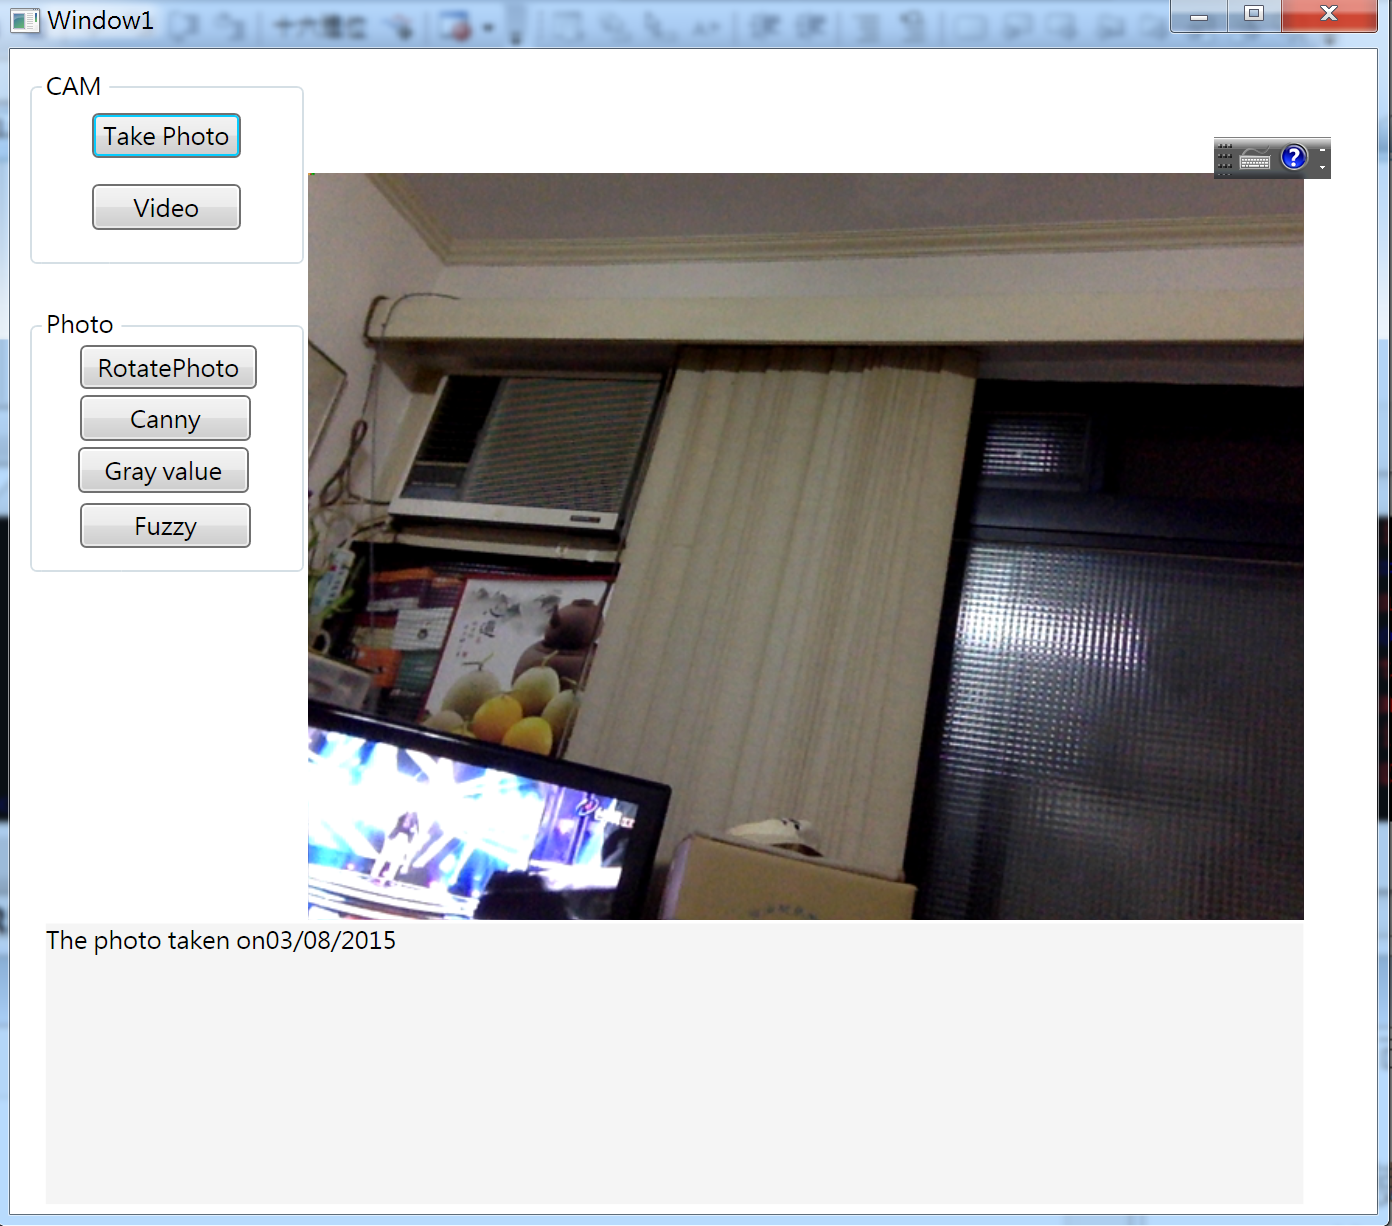 Window1
CAM
Take Photo
Video
Photo
RotatePhoto
Canny
Gray value
Fuzzy
The photo taken on03/08/2015